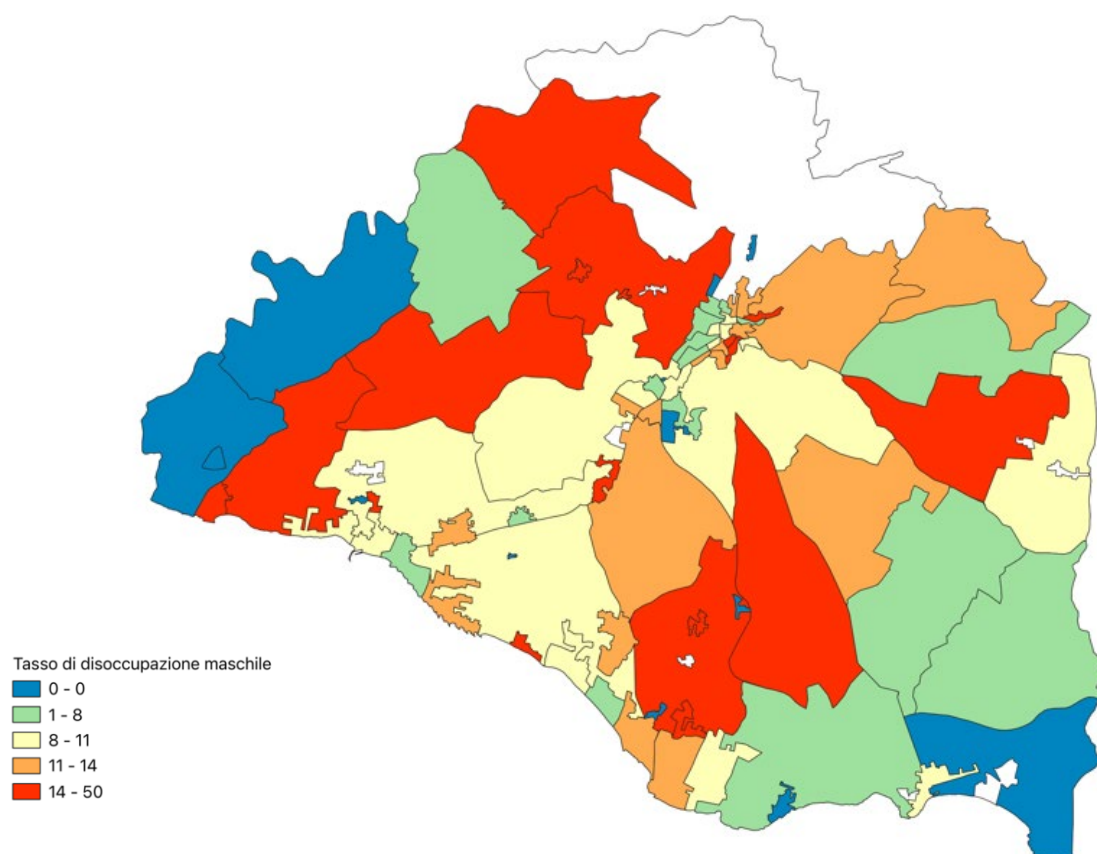 Tasso di disoccupazione maschile
0 - 0
1 - 8
8 - 11
11 - 14
14 - 50